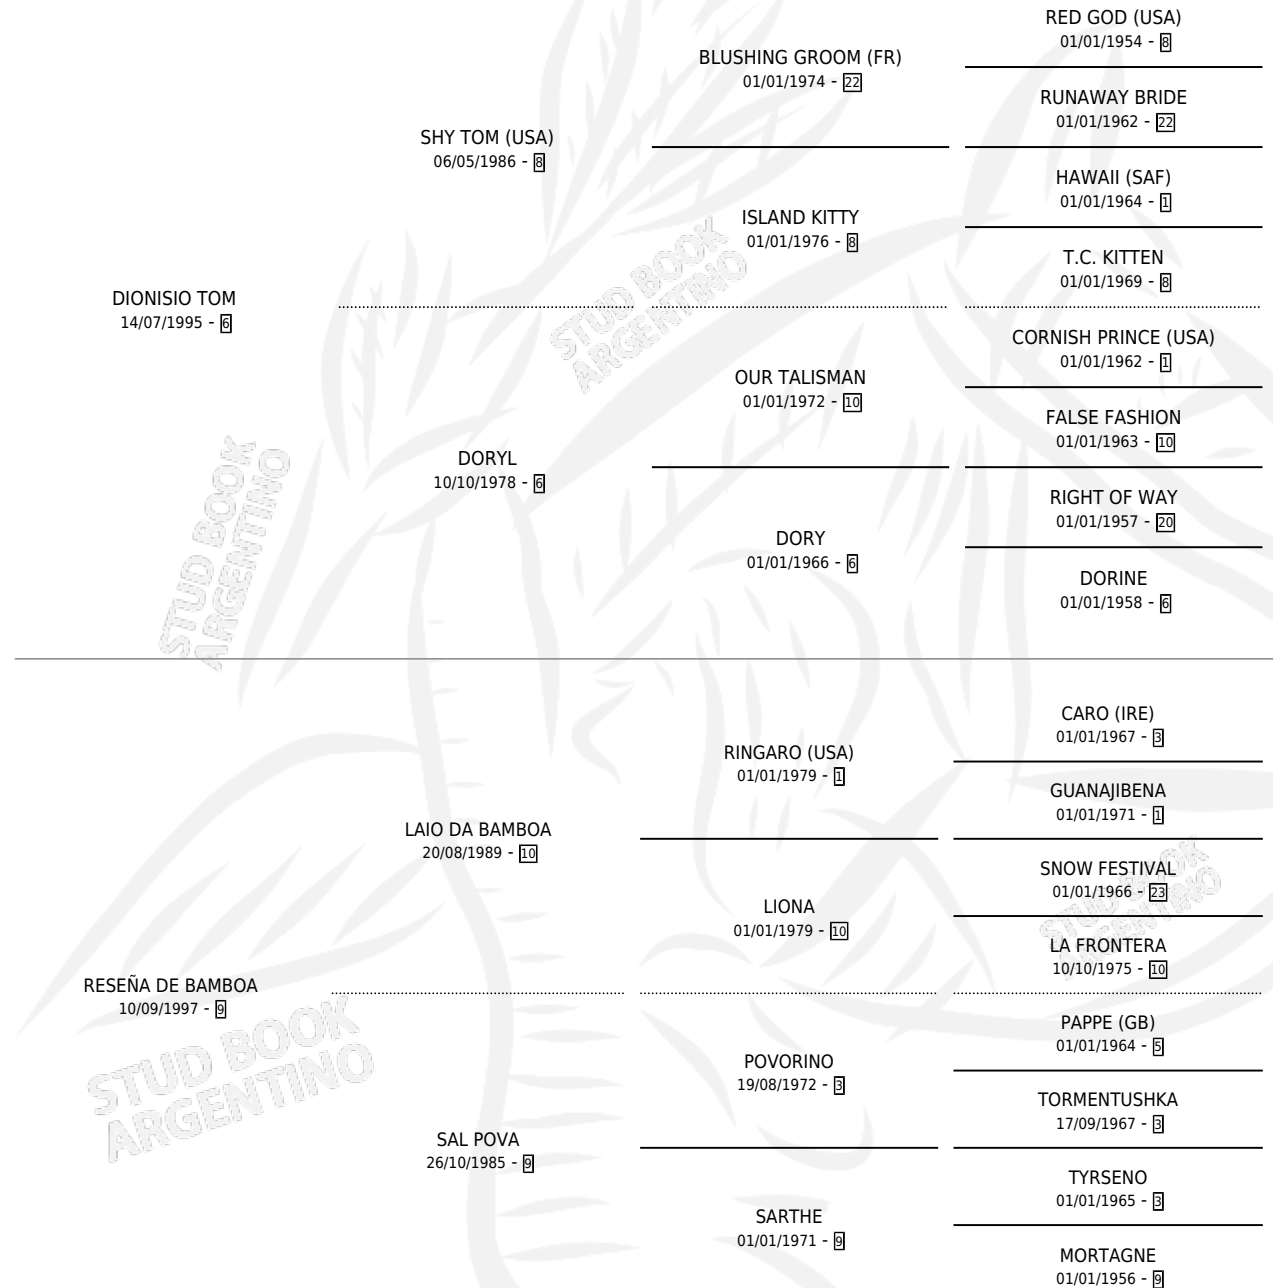 RED GOD (USA)
01/01/1954 - 8
BLUSHING GROOM (FR)
01/01/1974 - 22
RUNAWAY BRIDE
01/01/1962 - 22
SHY TOM (USA)
06/05/1986 - 8
HAWAII (SAF)
01/01/1964 - 1
ISLAND KITTY
01/01/1976 - 8
T.C. KITTEN
01/01/1969 - 8
DIONISIO TOM
14/07/1995 - 6
STUD BOOK
ARGENTINO
CORNISH PRINCE (USA)
01/01/1962 - 1
OUR TALISMAN
01/01/1972 - 10
FALSE FASHION
01/01/1963 - 10
DORYL
10/10/1978 - 6
RIGHT OF WAY
01/01/1957 - 20
DORY
01/01/1966 - 6
DORINE
01/01/1958 - 6
STUD BOOK
ARGENTINO
CARO (IRE)
01/01/1967 - 3
RINGARO (USA)
01/01/1979 - 1
GUANAJIBENA
01/01/1971 - 1
LAIO DA BAMBOA
20/08/1989 - 10
SNOW FESTIVAL
01/01/1966 - 23
LIONA
01/01/1979 - 10
STUD BOOK
ARGENTINO
LA FRONTERA
10/10/1975 - 10
RESEÑA DE BAMBOA
10/09/1997 - 9
STUD BOOK
ARGENTINO
PAPPE (GB)
01/01/1964 - 5
POVORINO
19/08/1972 - 3
TORMENTUSHKA
17/09/1967 - 3
SAL POVA
26/10/1985 - 9
TYRSENO
01/01/1965 - 3
SARTHE
01/01/1971 - 9
MORTAGNE
01/01/1956 - 9